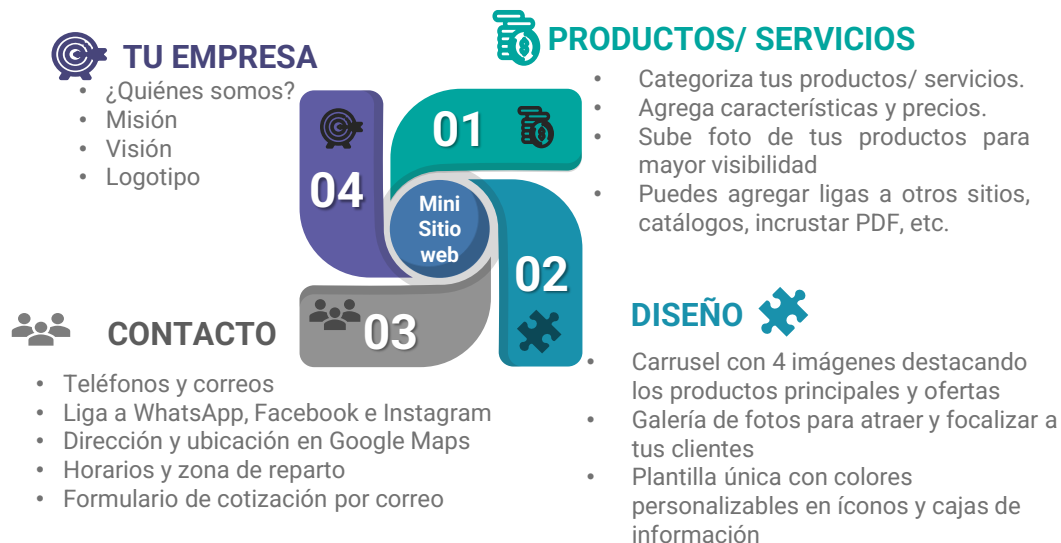 TU EMPRESA
• ¿Quiénes somos?
• Misión
• Visión
• Logotipo
PRODUCTOS/ SERVICIOS
• Categoriza tus productos/ servicios.
• Agrega características y precios.
• Sube foto de tus productos para
mayor visibilidad
• Puedes agregar ligas a otros sitios,
catálogos, incrustar PDF, etc.
01
04
Mini
Sitio
web
02
03
CONTACTO
• Teléfonos y correos
• Liga a WhatsApp, Facebook e Instagram
• Dirección y ubicación en Google Maps
• Horarios y zona de reparto
• Formulario de cotización por correo
DISEÑO
• Carrusel con 4 imágenes destacando
los productos principales y ofertas
• Galería de fotos para atraer y focalizar a
tus clientes
• Plantilla única con colores
personalizables en íconos y cajas de
información